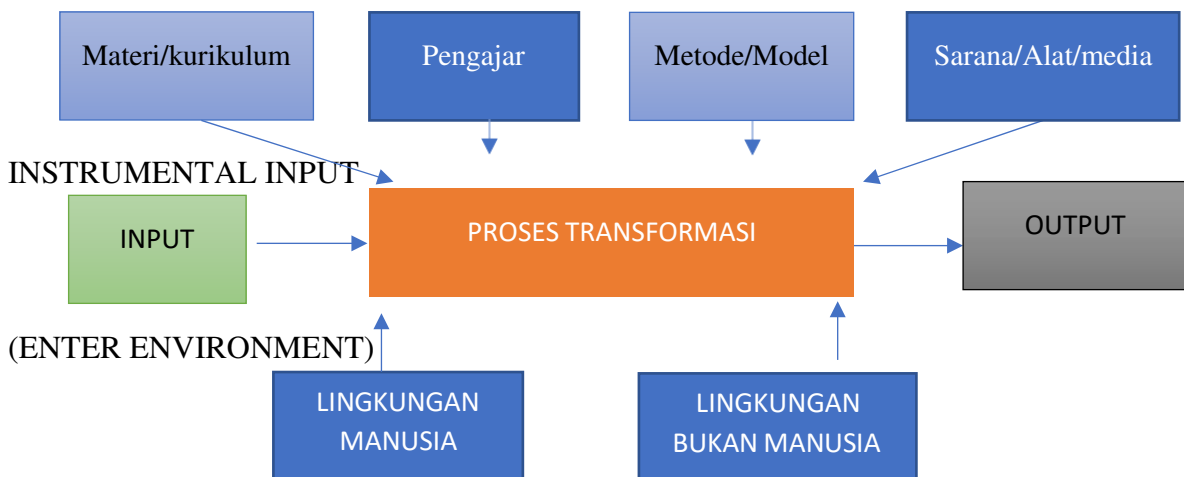 Materi/kurikulum
Pengajar
Metode/Model
Sarana/Alat/media
INSTRUMENTAL INPUT
INPUT
PROSES TRANSFORMASI
OUTPUT
(ENTER ENVIRONMENT)
LINGKUNGAN
MANUSIA
LINGKUNGAN
BUKAN MANUSIA